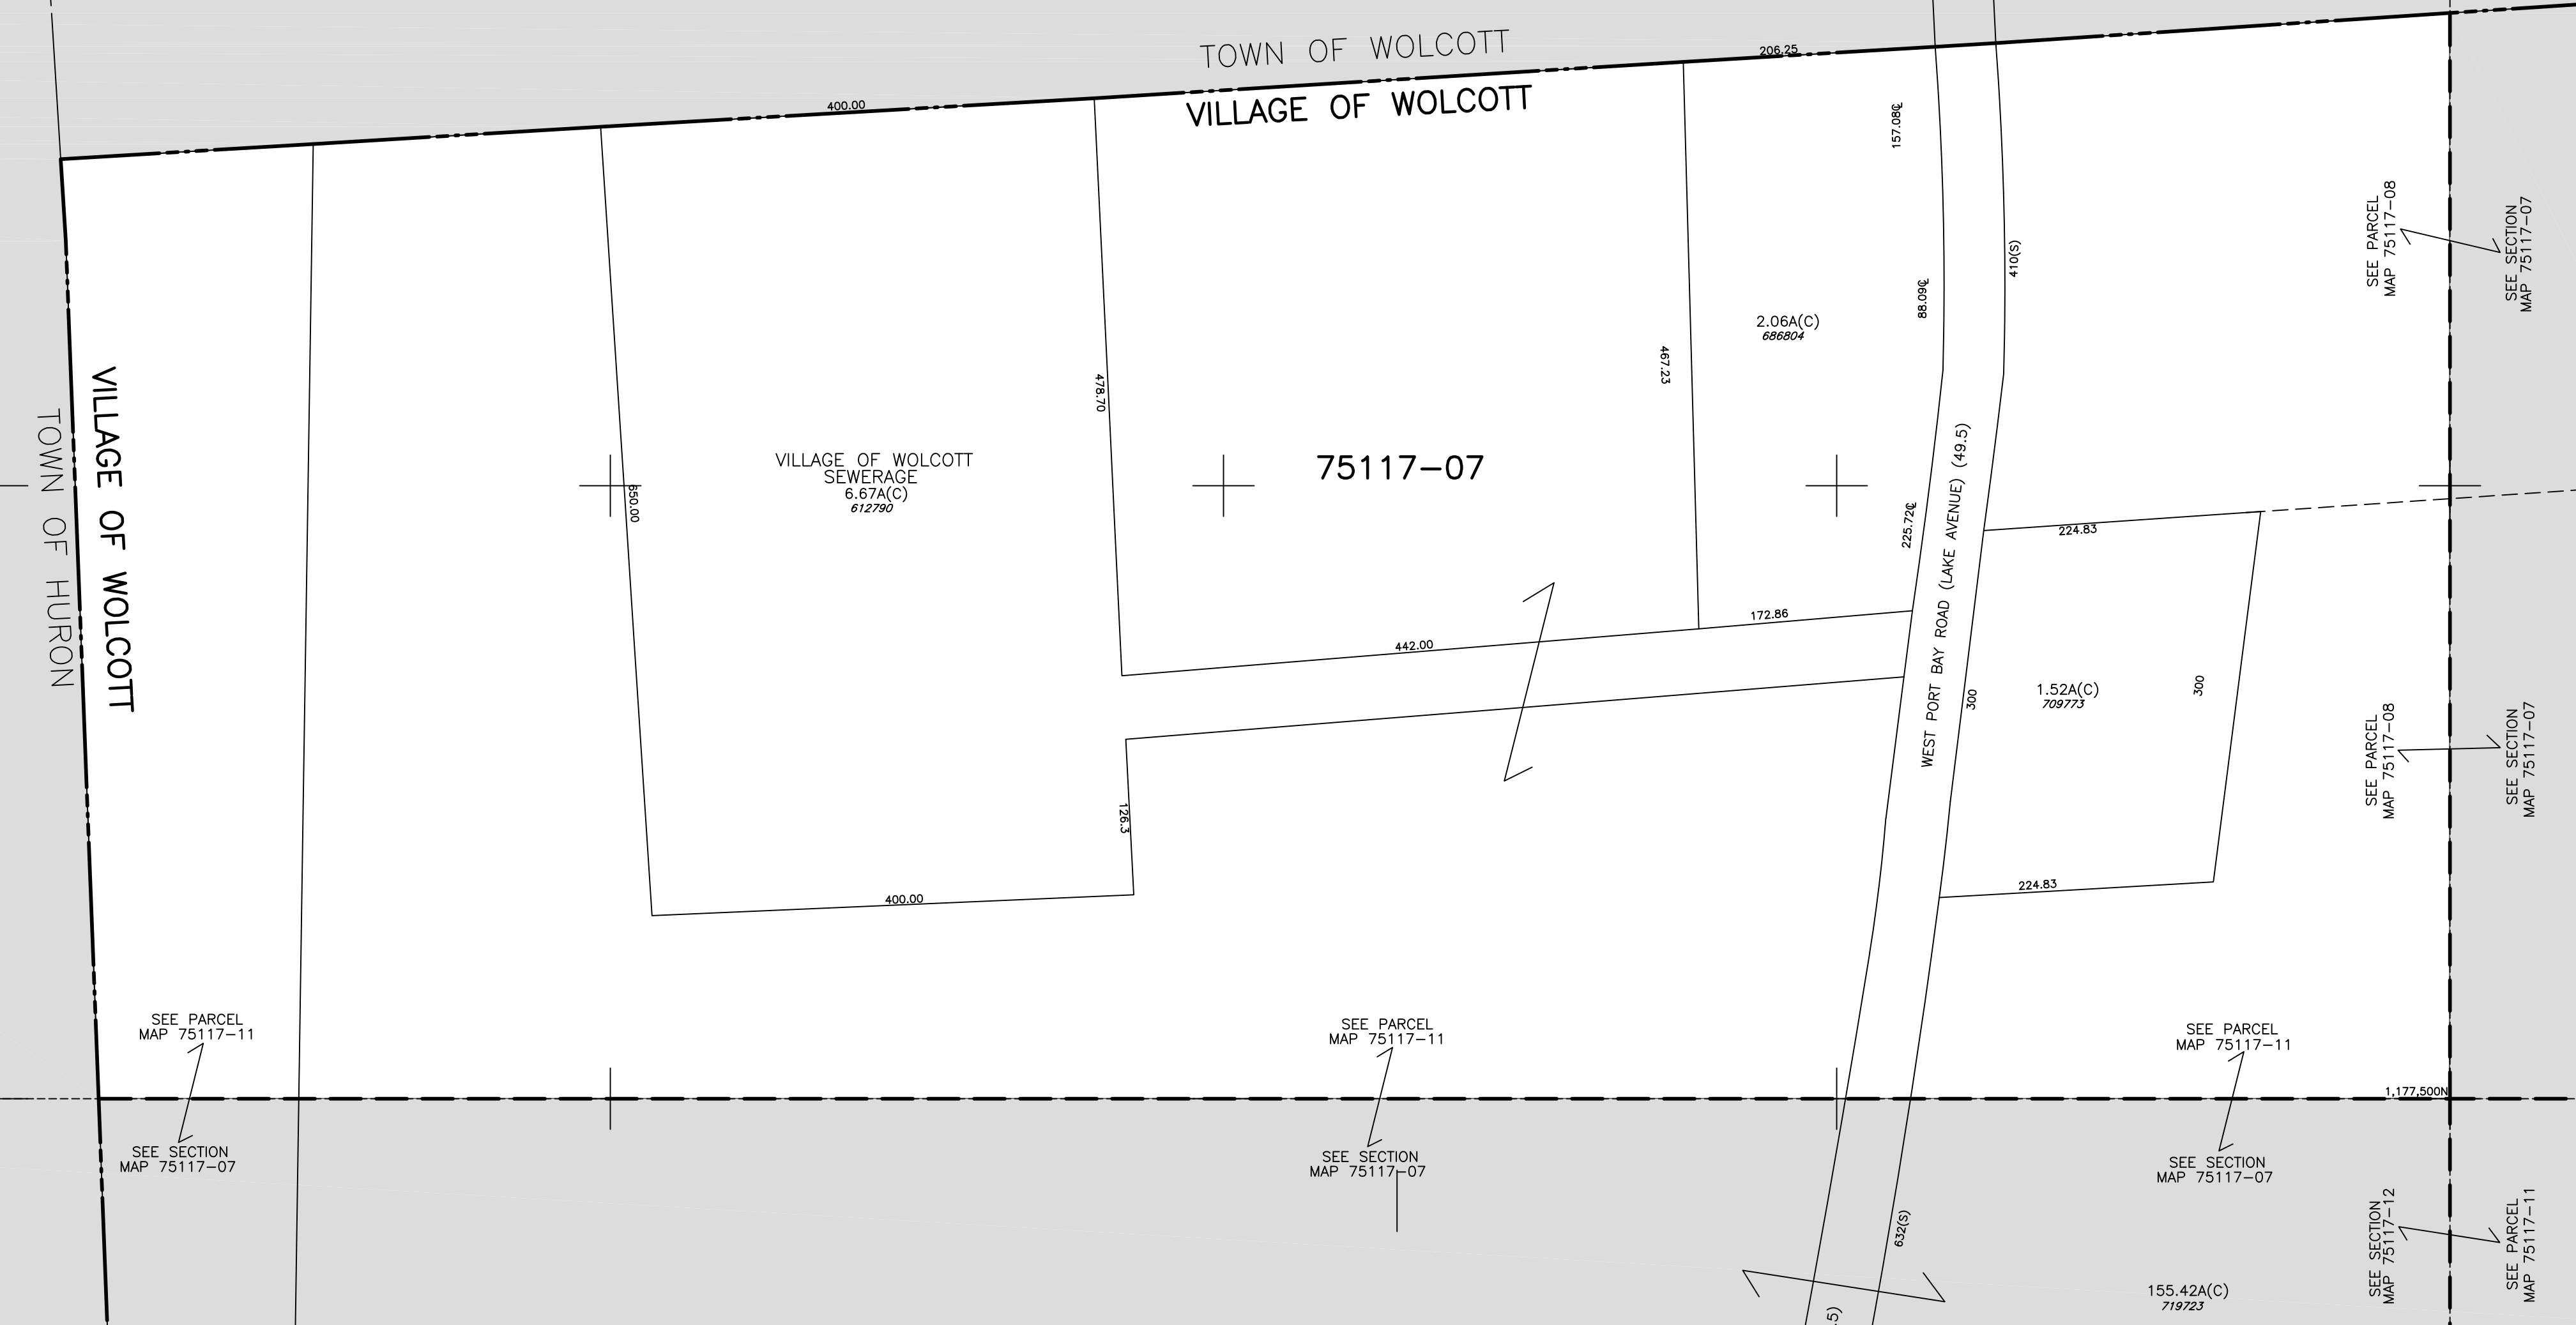 TOWN OF WOLCOTT
206.25
400.00
VILLAGE OF WOLCOTT
157.08℄
SEE PARCEL
MAP 75117-08
SEE SECTION
MAP 75117-07
410(S)
88.09℄
2.06A(C)
686804
467.23
478.70
VILLAGE OF WOLCOTT
TOWN OF HURON
VILLAGE OF WOLCOTT
SEWERAGE
6.67A(C)
612790
650.00
75117-07
225.72℄
WEST PORT BAY ROAD (LAKE AVENUE) (49.5)
224.83
172.86
442.00
300
1.52A(C)
709773
300
SEE PARCEL
MAP 75117-08
SEE SECTION
MAP 75117-07
126.3
400.00
224.83
SEE PARCEL
MAP 75117-11
SEE PARCEL
MAP 75117-11
SEE PARCEL
MAP 75117-11
1,177,500N
SEE SECTION
MAP 75117-07
SEE SECTION
MAP 75117-07
SEE SECTION
MAP 75117-07
632(S)
SEE SECTION
MAP 75117-12
SEE PARCEL
MAP 75117-11
155.42A(C)
719723
.5)